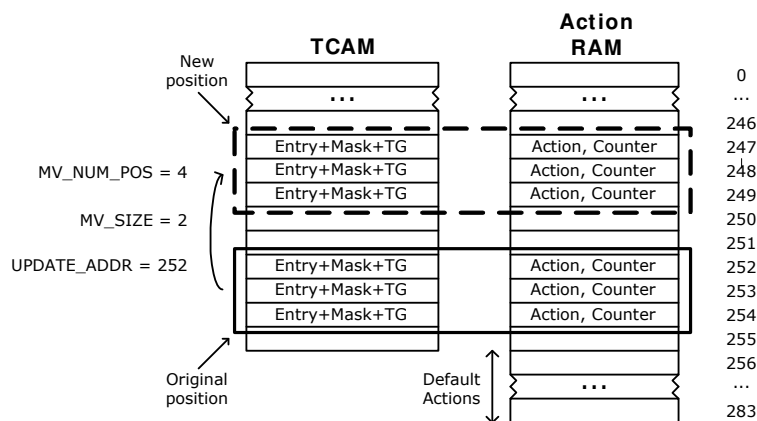 TCAM
Action
RAM
New
position
0
...
...
...
246
Entry+Mask+TG
Action, Counter
247
MV_NUM_POS = 4
Entry+Mask+TG
Action, Counter
248
Entry+Mask+TG
Action, Counter
249
MV_SIZE = 2
250
251
UPDATE_ADDR = 252
Entry+Mask+TG
Action, Counter
252
Entry+Mask+TG
Action, Counter
253
Entry+Mask+TG
Action, Counter
254
255
256
Original
position
Default
Actions
...
...
283